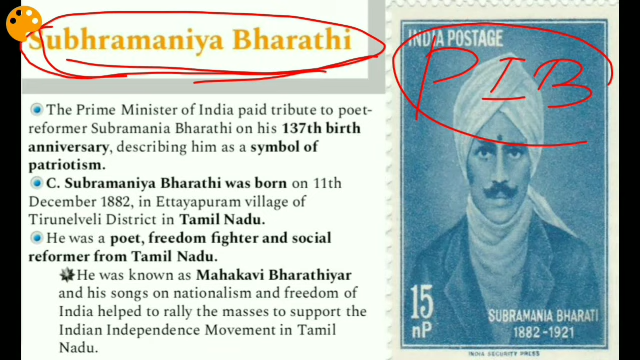 Subhramaniya Bharathi
The Prime Minister of India paid tribute to poet-
reformer Subramania Bharathi on his 137th birth
anniversary, describing him as a symbol of
patriotism.
C. Subramaniya Bharathi was born on 11th
December 1882, in Ettayapuram village of
Tirunelveli District in Tamil Nadu.
He was a poet, freedom fighter and social
reformer from Tamil Nadu.
He was known as Mahakavi Bharathiyar
and his songs on nationalism and freedom of
India helped to rally the masses to support the
Indian Independence Movement in Tamil
Nadu.
INDIA POSTAGE
PIB
15
nP
SUBRAMANIA BHARATI
1882-1921
INDIA SECURITY PRESS